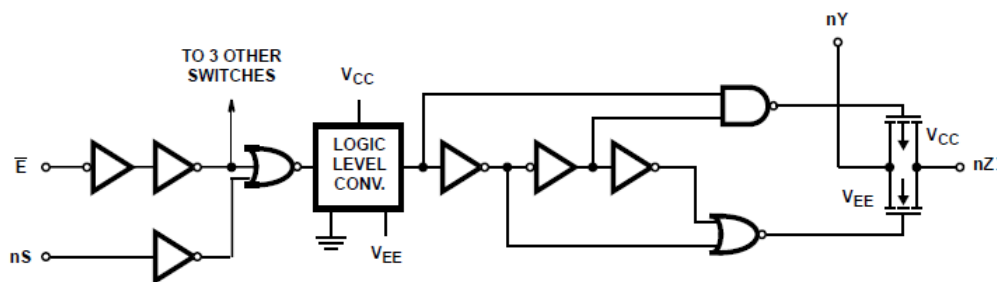 nY
TO 3 OTHER
SWITCHES
VCC
LOGIC
LEVEL
CONV.
VCC
E̅
nZ
VEE
nS
VEE